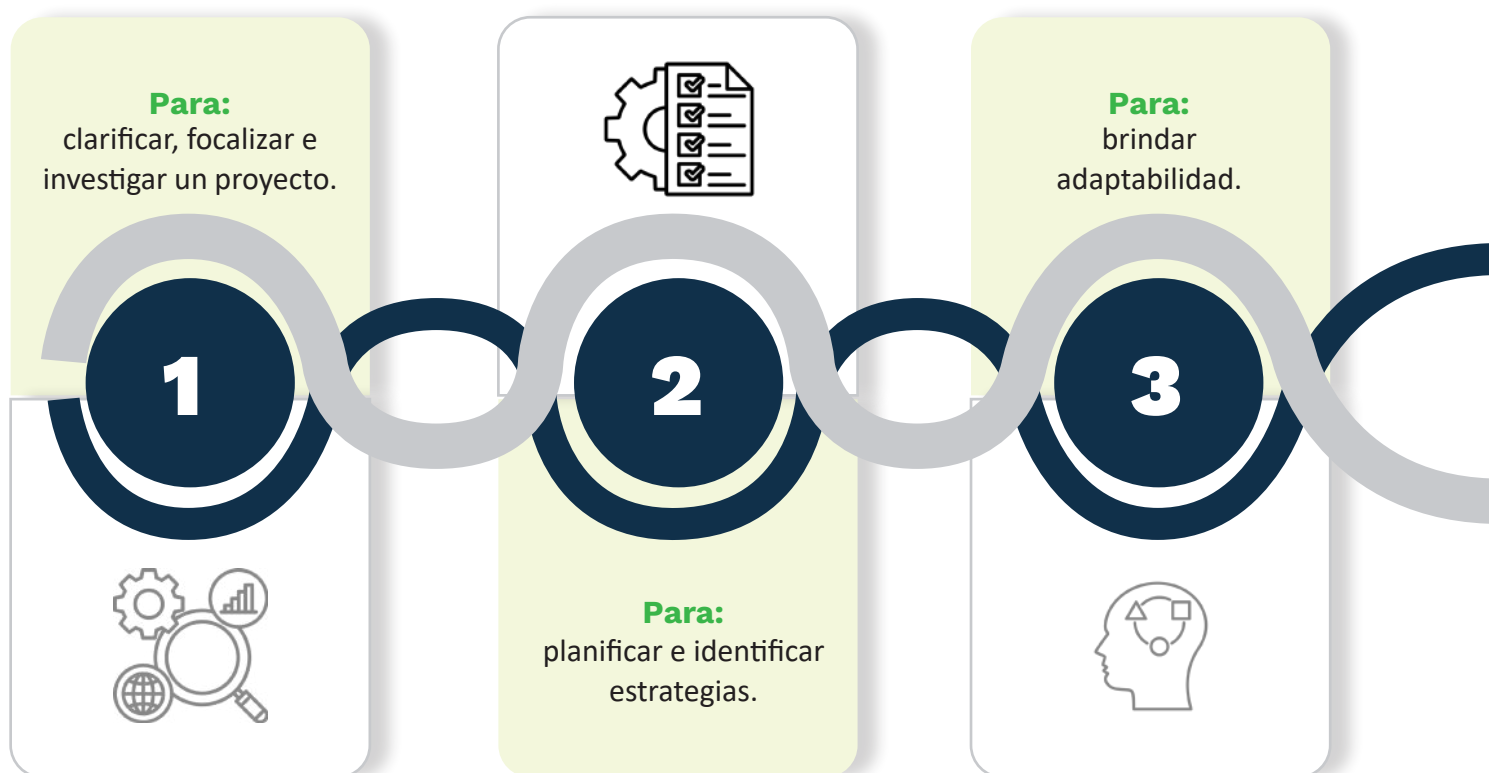 Para:
clarificar, focalizar e
investigar un proyecto.
1
2
Para:
planificar e identificar
estrategias.
Para:
brindar
adaptabilidad.
3